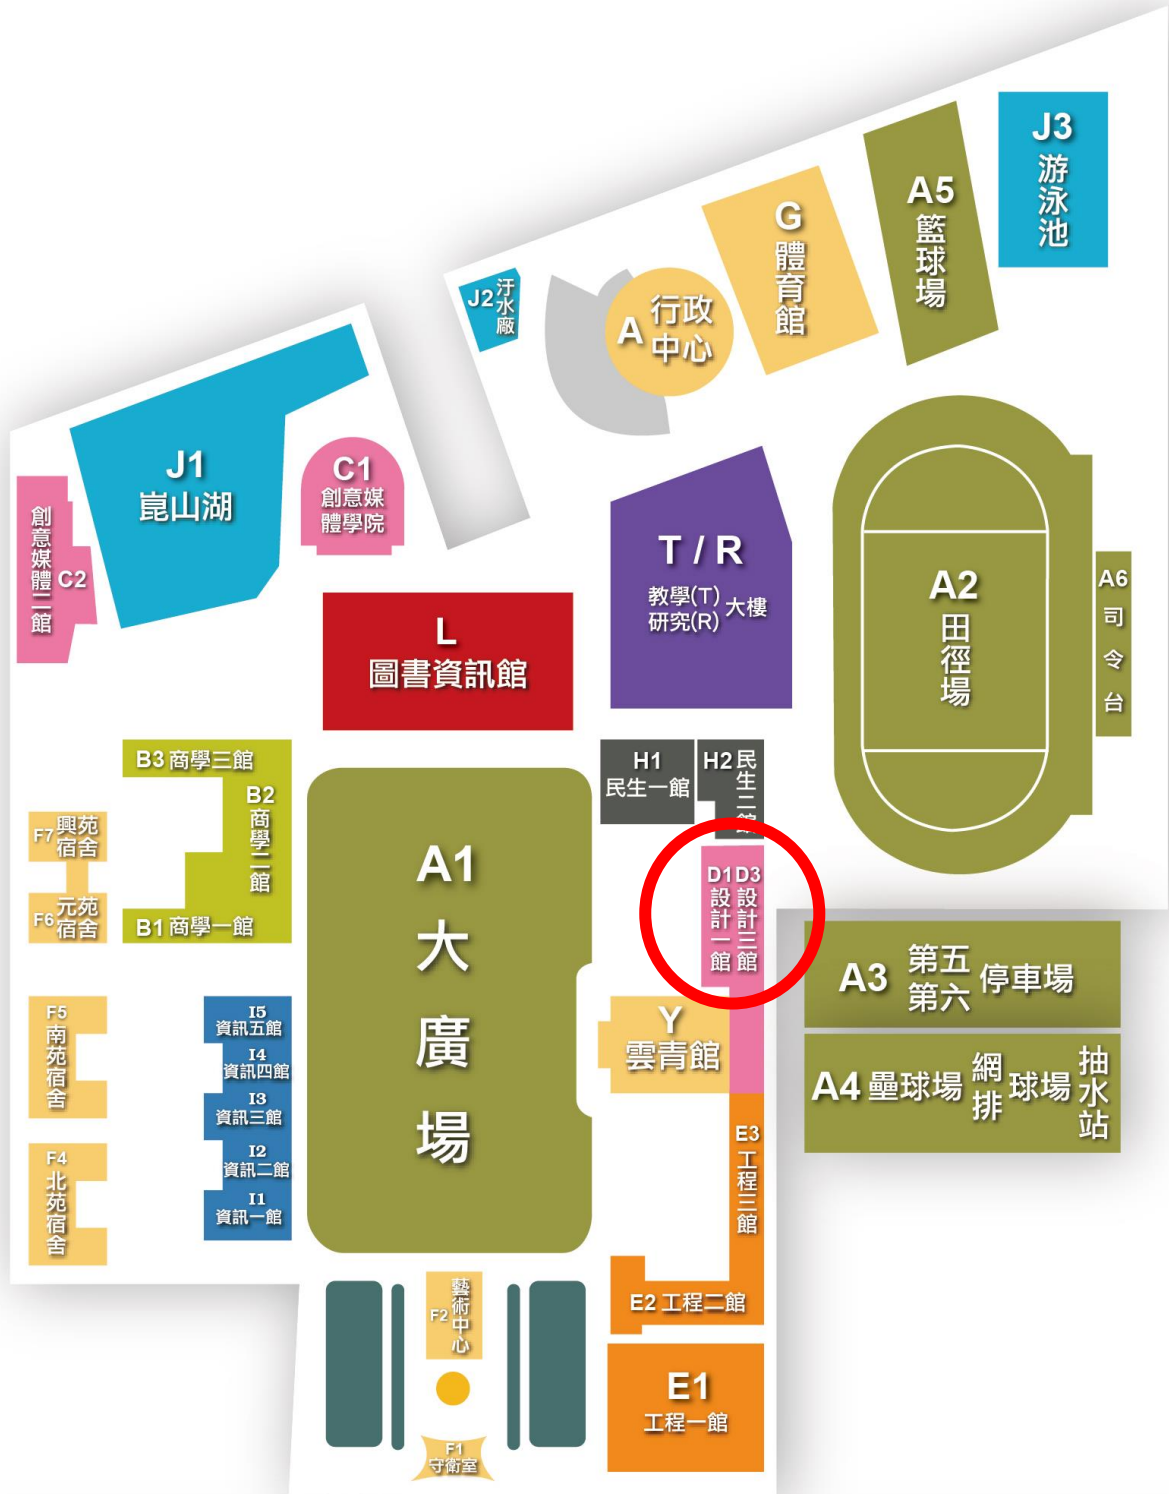 J3
游泳池
A5
籃球場
G
體育館
A 行政中心
J2 汙水廠
J1
崑山湖
C1
創意媒
體學院
創意媒體二館 C2
T / R
教學(T)
研究(R) 大樓
A2
田徑場
A6
司令台
L
圖書資訊館
B3 商學三館
B2
商學二館
B1 商學一館
F7 興苑宿舍
F6 元苑宿舍
H1
民生一館
H2 民生二館
A1
大廣場
D1 設計一館
D3 設計三館
A3 第五第六停車場
A4 壘球場 網排球場 抽水站
Y
雲青館
F5
南苑宿舍
F4
北苑宿舍
I5
資訊五館
I4
資訊四館
I3
資訊三館
I2
資訊二館
I1
資訊一館
E3
工程三館
E2 工程二館
E1
工程一館
F2 藝術中心
F1
守衛室